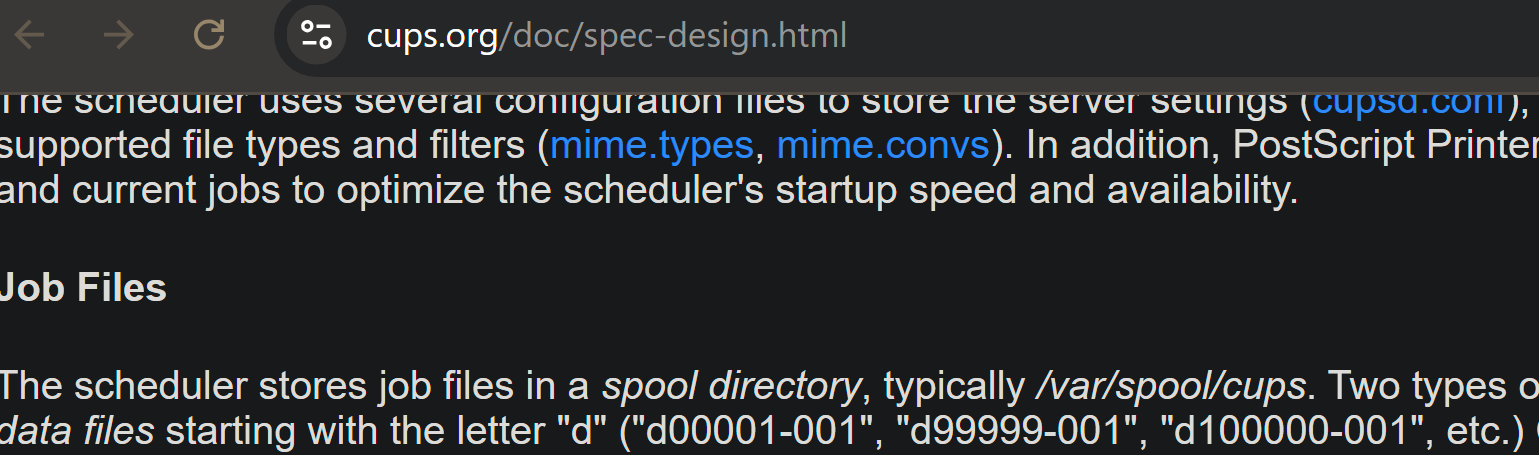 cups.org/doc/spec-design.html
The scheduler uses several configuration files to store the server settings (cupsd.conf),
supported file types and filters (mime.types, mime.convs). In addition, PostScript Printer
and current jobs to optimize the scheduler's startup speed and availability.
Job Files
The scheduler stores job files in a spool directory, typically /var/spool/cups. Two types o
data files starting with the letter "d" ("d00001-001", "d99999-001", "d100000-001", etc.)